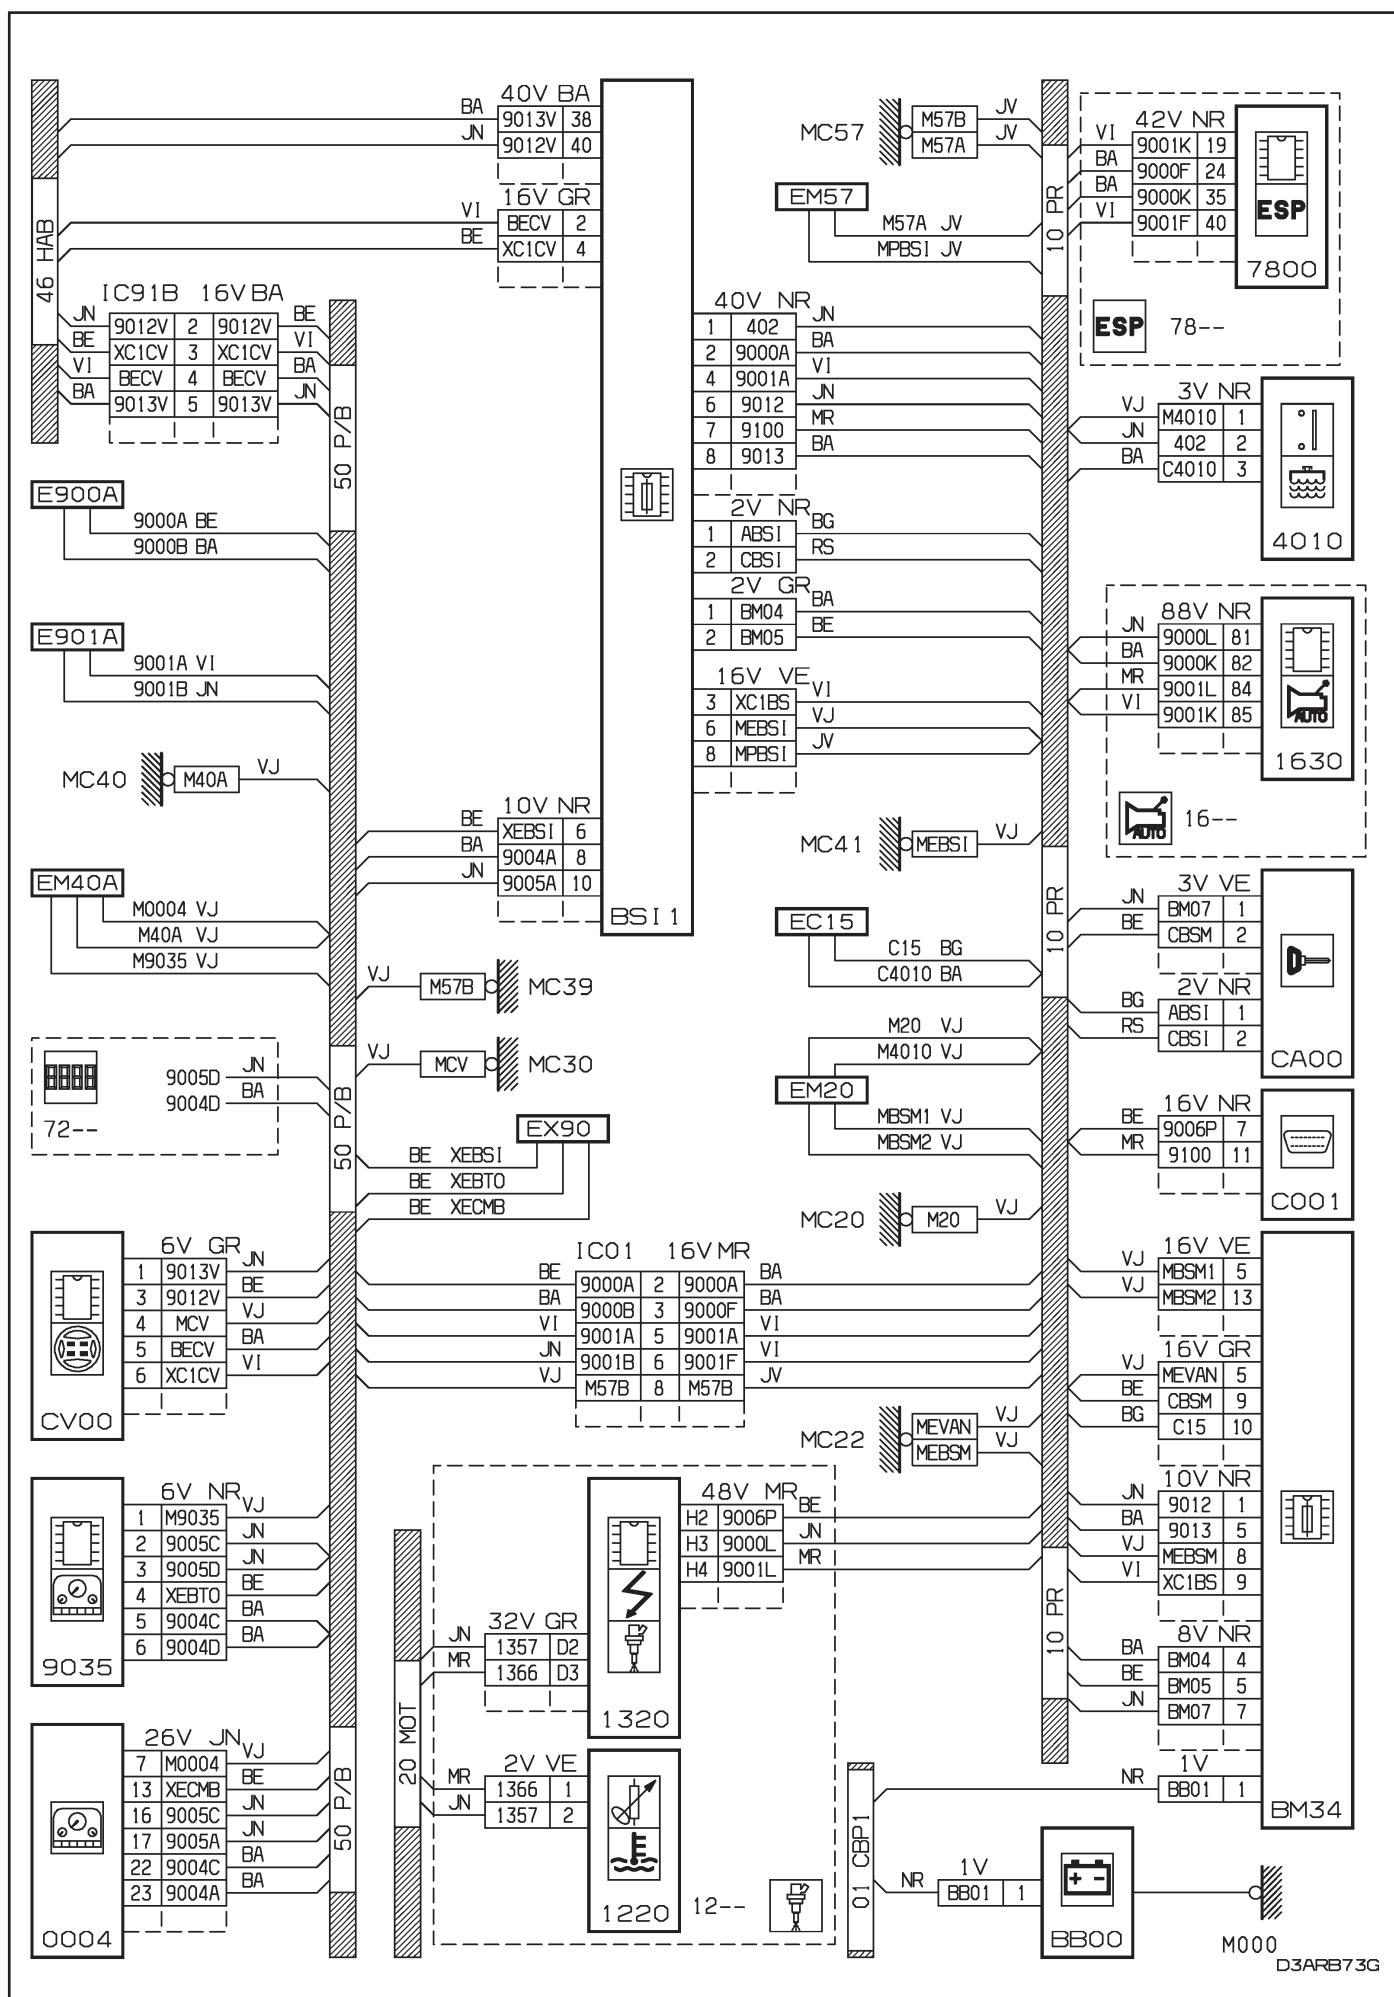 40V BA
BA 9013V 38
JN 9012V 40
16V GR
VI BECV 2
BE XC1CV 4
46 HAB
IC91B 16V BA
JN 9012V 2 9012V BE
BE XC1CV 3 XC1CV VI
VI BECV 4 BECV BA
BA 9013V 5 9013V JN
50 P/B
E900A
9000A BE
9000B BA
E901A
9001A VI
9001B JN
MC40 M40A VJ
EM40A
M0004 VJ
M40A VJ
M9035 VJ
10V NR
BE XEBSI 6
BA 9004A 8
JN 9005A 10
BSI1
40V NR
1 402 JN
2 9000A BA
4 9001A VI
6 9012 JN
7 9100 MR
8 9013 BA
2V NR
1 ABSI BG
2 CBSI RS
2V GR
1 BM04 BA
2 BM05 BE
16V VE
3 XC1BS VI
6 MEBSI VJ
8 MPBSI JV
MC57 M57B JV
M57A JV
EM57
M57A JV
MPBSI JV
10 PR
42V NR
VI 9001K 19
BA 9000F 24
BA 9000K 35
VI 9001F 40
ESP
7800
ESP 78--
3V NR
VJ M4010 1
JN 402 2
BA C4010 3
4010
88V NR
JN 9000L 81
BA 9000K 82
MR 9001L 84
VI 9001K 85
AUTO
1630
AUTO 16--
MC41 MEBSI VJ
EC15
C15 BG
C4010 BA
10 PR
3V VE
JN BM07 1
BE CBSM 2
2V NR
BG ABSI 1
RS CBSI 2
CA00
VJ M57B MC39
VJ MCV MC30
72--
9005D JN
9004D BA
50 P/B
EX90
BE XEBSI
BE XEBTO
BE XECMB
M20 VJ
M4010 VJ
EM20
MBSM1 VJ
MBSM2 VJ
16V NR
BE 9006P 7
MR 9100 11
C001
MC20 M20 VJ
6V GR
1 9013V JN
3 9012V BE
4 MCV VJ
5 BECV BA
6 XC1CV VI
CV00
IC01 16V MR
BE 9000A 2 9000A BA
BA 9000B 3 9000F BA
VI 9001A 5 9001A VI
JN 9001B 6 9001F VI
VJ M57B 8 M57B JV
MC22 MEVAN VJ
MEBSM VJ
16V VE
VJ MBSM1 5
VJ MBSM2 13
16V GR
VJ MEVAN 5
BE CBSM 9
BG C15 10
10V NR
JN 9012 1
BA 9013 5
VJ MEBSM 8
VI XC1BS 9
8V NR
BA BM04 4
BE BM05 5
JN BM07 7
1V
NR BB01 1
BM34
10 PR
6V NR
1 M9035 VJ
2 9005C JN
3 9005D JN
4 XEBTO BE
5 9004C BA
6 9004D BA
9035
48V MR
H2 9006P BE
H3 9000L JN
H4 9001L MR
32V GR
JN 1357 D2
MR 1366 D3
1320
20 MOT
2V VE
MR 1366 1
JN 1357 2
1220
12--
26V JN
7 M0004 VJ
13 XECMB BE
16 9005C JN
17 9005A JN
22 9004C BA
23 9004A BA
0004
50 P/B
01 CBP1
1V
NR BB01 1
+ -
BB00
M000
D3ARB73G